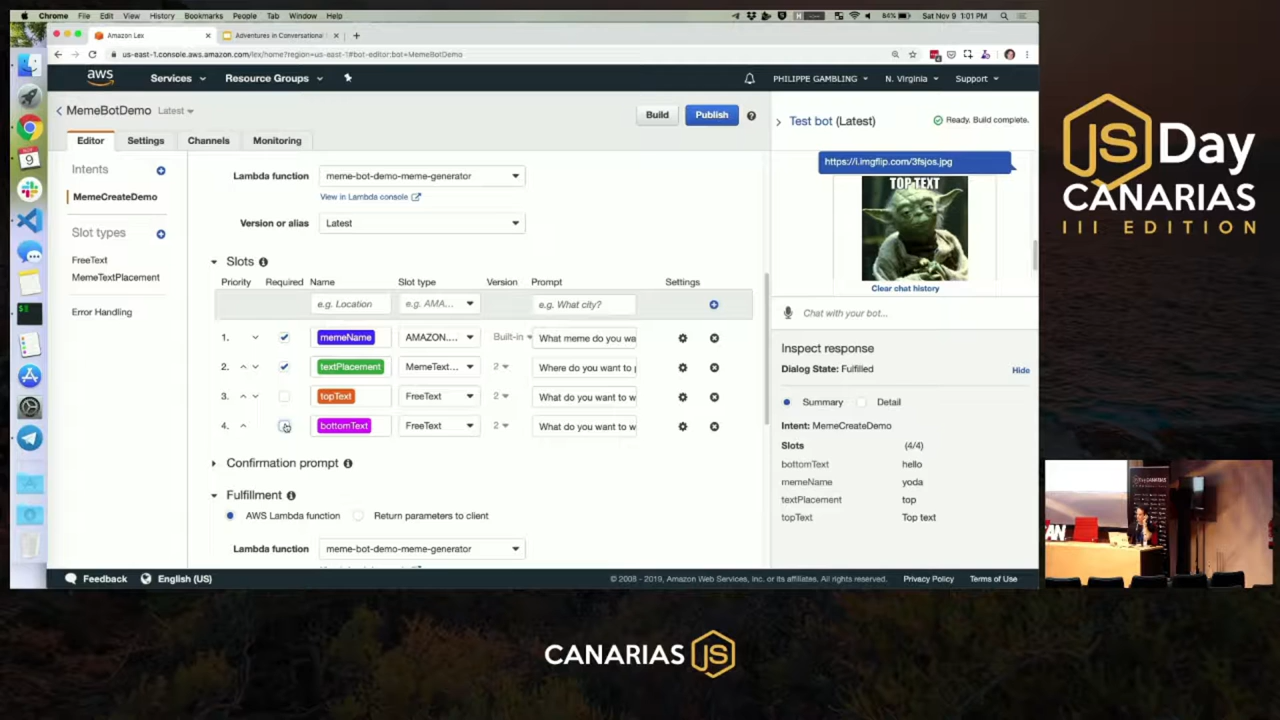 Chrome File Edit View History Bookmarks People Tab Window Help
84% Sat Nov 9 1:01 PM
Amazon Lex
Adventures in Conversational
us-east-1.console.aws.amazon.com/lex/home?region=us-east-1#bot-editor:bot=MemeBotDemo
aws Services Resource Groups PHILIPPE GAMBLING N. Virginia Support
MemeBotDemo Latest
Build Publish
Editor Settings Channels Monitoring
Intents
MemeCreateDemo
Slot types
FreeText
MemeTextPlacement
Error Handling
Lambda function meme-bot-demo-meme-generator
View in Lambda console
Version or alias Latest
Slots
Priority Required Name Slot type Version Prompt Settings
e.g. Location e.g. AMA... e.g. What city?
1. memeName AMAZON.... Built-in What meme do you wa
2. textPlacement MemeText... 2 Where do you want to p
3. topText FreeText 2 What do you want to w
4. bottomText FreeText 2 What do you want to w
Confirmation prompt
Fulfillment
AWS Lambda function Return parameters to client
Lambda function meme-bot-demo-meme-generator
Test bot (Latest) Ready. Build complete.
https://i.imgflip.com/3fsjos.jpg
TOP TEXT
Clear chat history
Chat with your bot...
Inspect response
Dialog State: Fulfilled Hide
Summary Detail
Intent: MemeCreateDemo
Slots (4/4)
bottomText hello
memeName yoda
textPlacement top
topText Top text
Feedback English (US) © 2008 - 2019, Amazon Web Services, Inc. or its affiliates. All rights reserved. Privacy Policy Terms of Use
JS Day
CANARIAS
III EDITION
CANARIAS JS